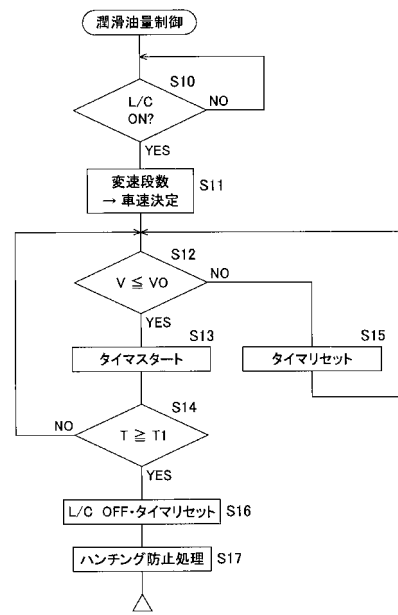 潤滑油量制御
S10
L/C
ON?
NO
YES
変速段数
→ 車速決定
S11
S12
V ≦ V0
NO
YES
S13
タイマスタート
S15
タイマリセット
S14
NO
T ≧ T1
YES
L/C OFF・タイマリセット
S16
ハンチング防止処理
S17